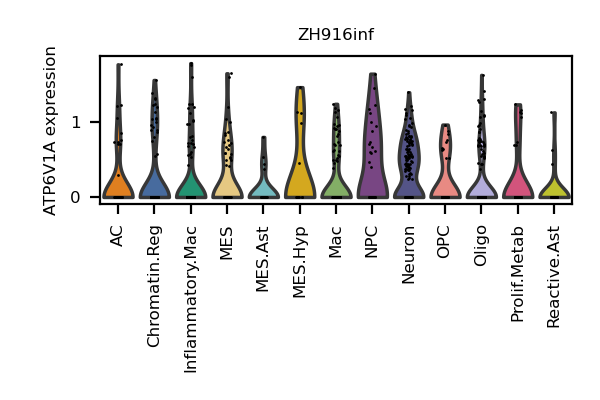 ZH916inf
ATP6V1A expression
1
0
AC
Chromatin.Reg
Inflammatory.Mac
MES
MES.Ast
MES.Hyp
Mac
NPC
Neuron
OPC
Oligo
Prolif.Metab
Reactive.Ast